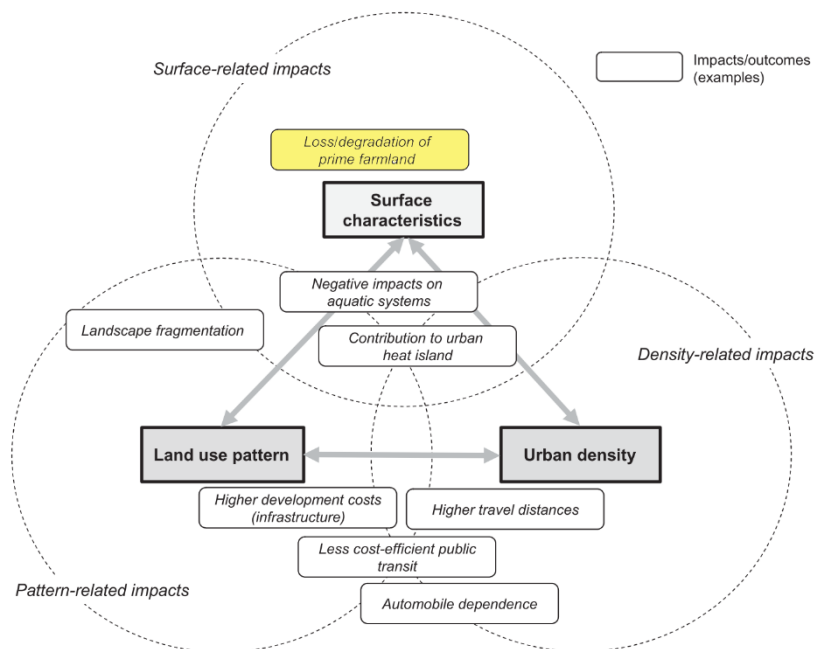 Surface-related impacts
Impacts/outcomes
(examples)
Loss/degradation of
prime farmland
Surface
characteristics
Negative impacts on
aquatic systems
Landscape fragmentation
Contribution to urban
heat island
Density-related impacts
Land use pattern
Urban density
Higher development costs
(infrastructure)
Higher travel distances
Less cost-efficient public
transit
Pattern-related impacts
Automobile dependence